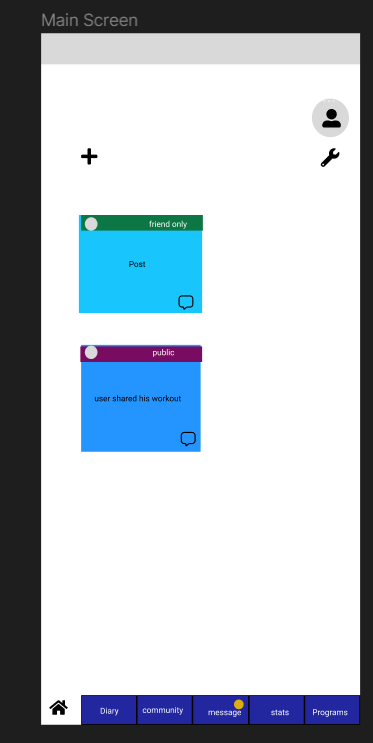 Main Screen
friend only
Post
public
user shared his workout
Diary
community
message
stats
Programs